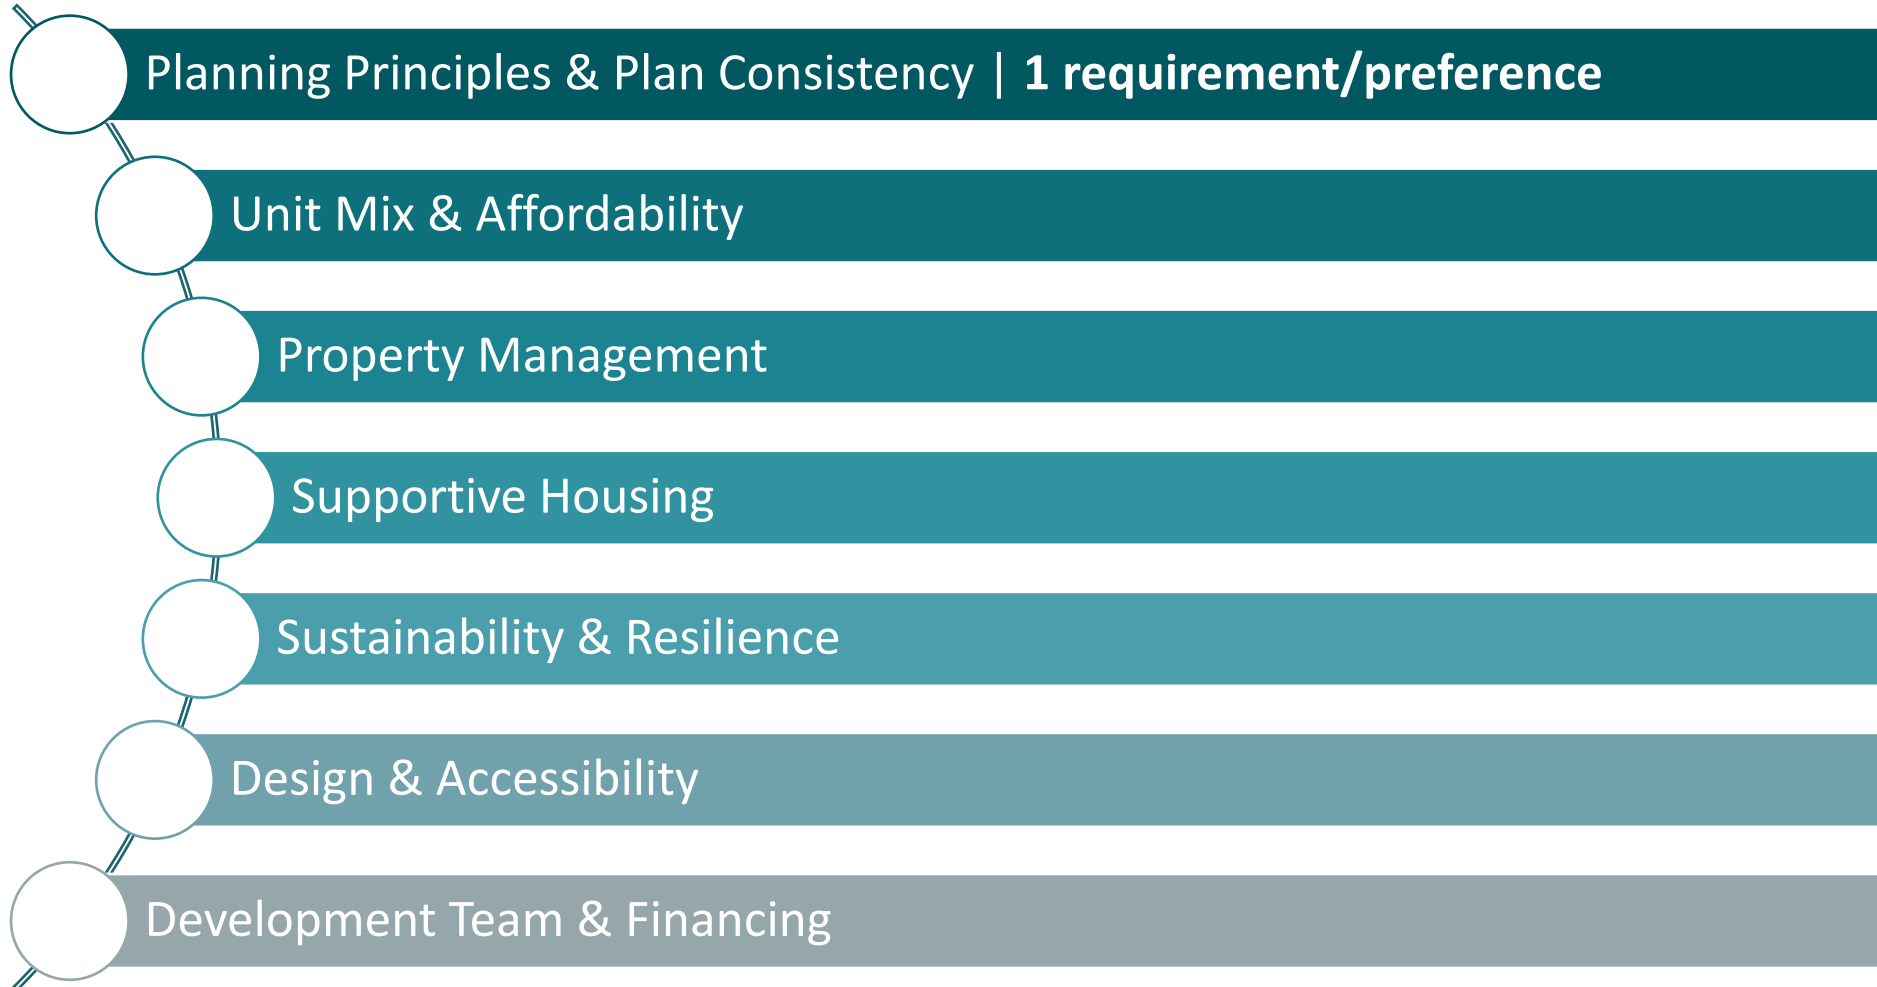 Planning Principles & Plan Consistency | 1 requirement/preference
Unit Mix & Affordability
Property Management
Supportive Housing
Sustainability & Resilience
Design & Accessibility
Development Team & Financing